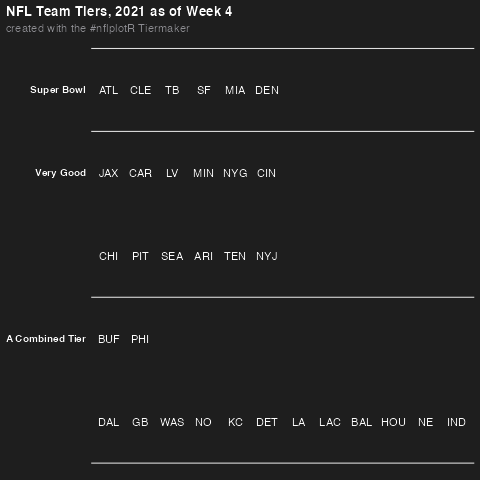 NFL Team Tiers, 2021 as of Week 4
created with the #nflplotR Tiermaker
Super Bowl ATL CLE TB SF MIA DEN
Very Good JAX CAR LV MIN NYG CIN
CHI PIT SEA ARI TEN NYJ
A Combined Tier BUF PHI
DAL GB WAS NO KC DET LA LAC BAL HOU NE IND